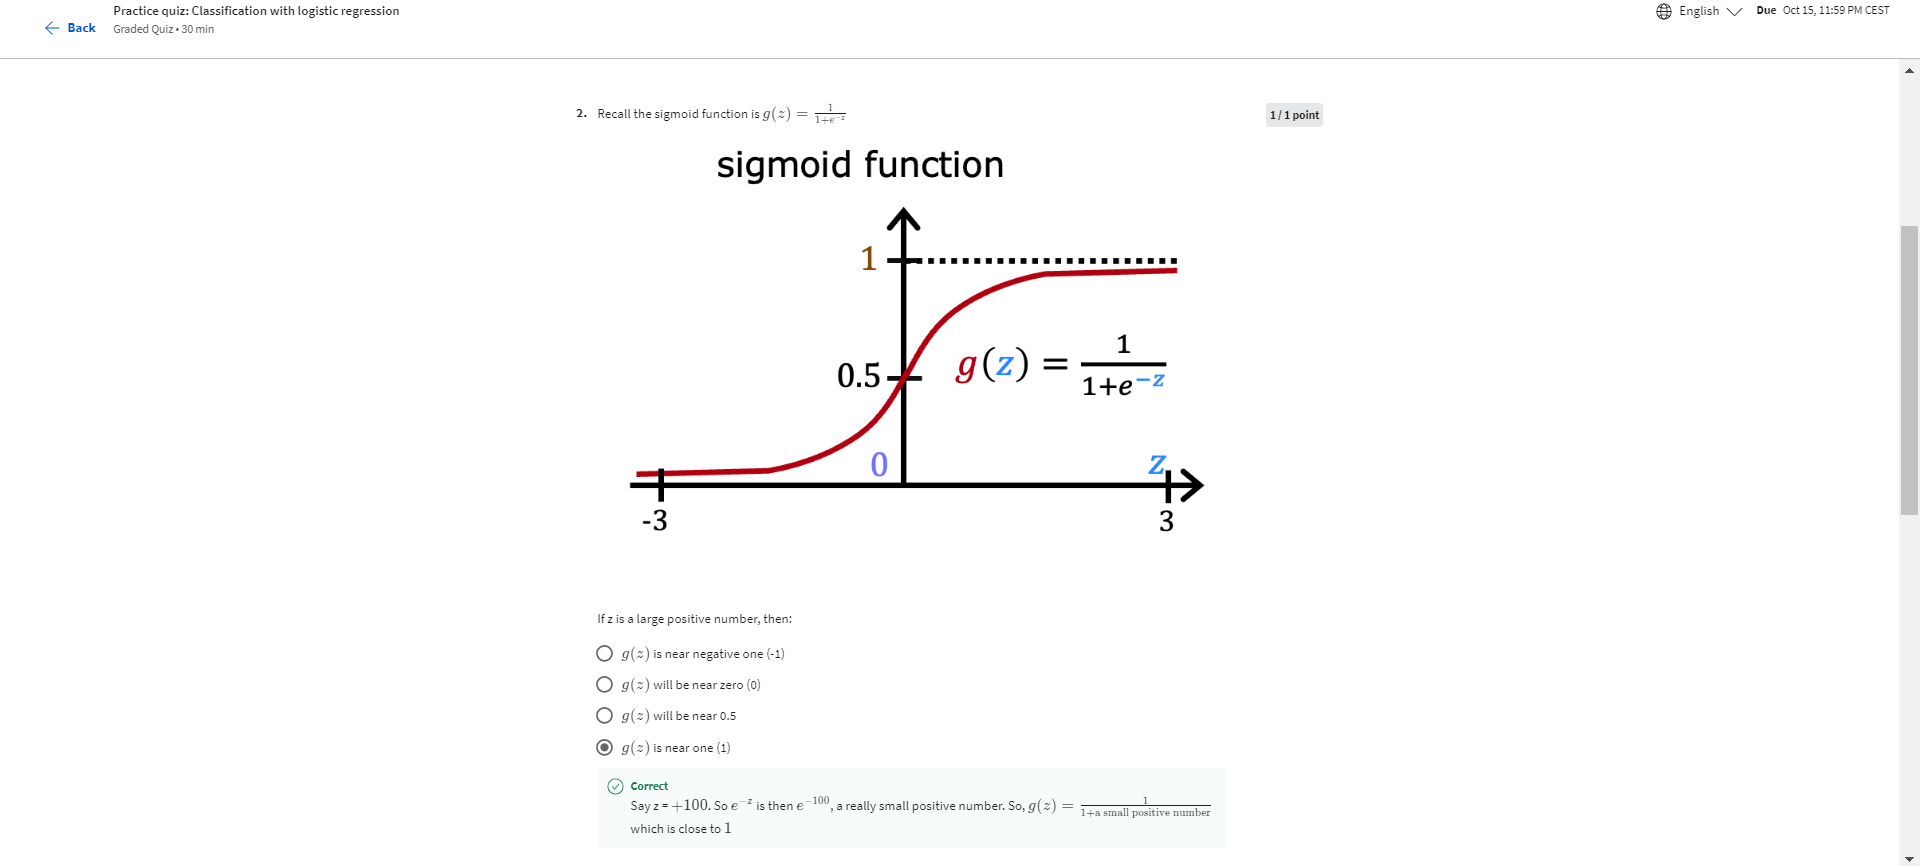 Practice quiz: Classification with logistic regression
Back
Graded Quiz • 30 min
English
Due Oct 15, 11:59 PM CEST
2. Recall the sigmoid function is g(z) = 1/1+e^−z
1 / 1 point
sigmoid function
1
0.5
g(z) = 1/1+e^−z
0
z
-3
3
If z is a large positive number, then:
g(z) is near negative one (-1)
g(z) will be near zero (0)
g(z) will be near 0.5
g(z) is near one (1)
Correct
Say z = +100. So e^−z is then e^−100, a really small positive number. So, g(z) = 1/1+a small positive number
which is close to 1